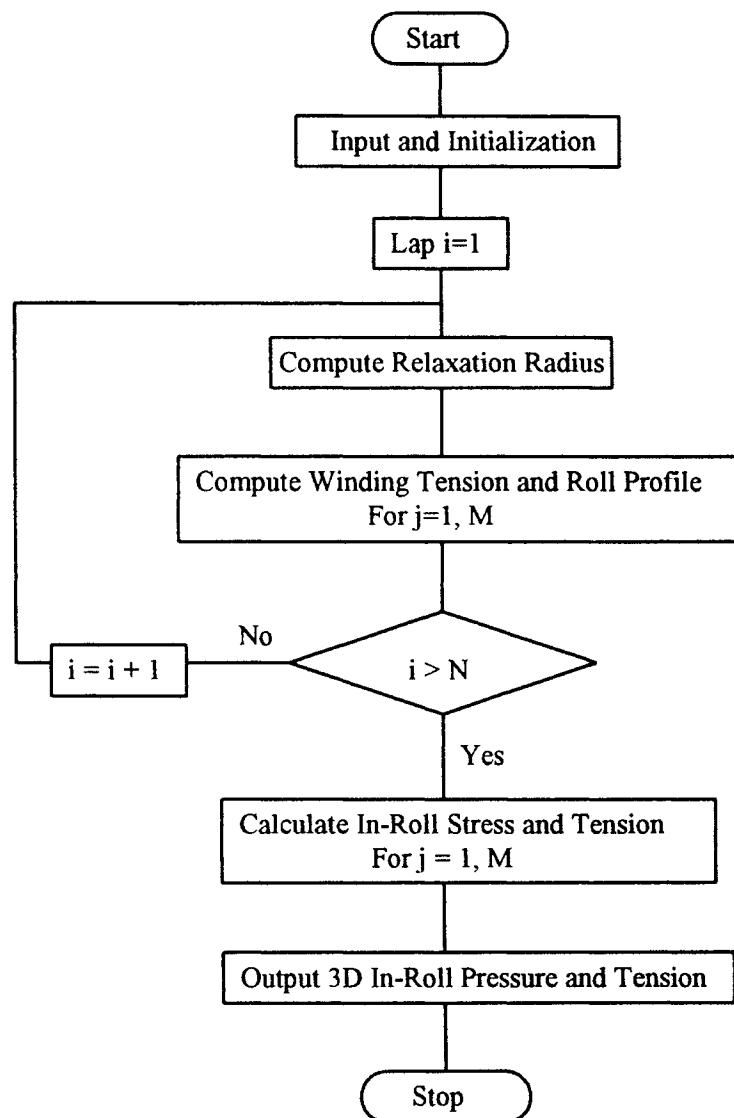 Start
Input and Initialization
Lap i=1
Compute Relaxation Radius
Compute Winding Tension and Roll Profile
For j=1, M
No
i = i + 1
i > N
Yes
Calculate In-Roll Stress and Tension
For j = 1, M
Output 3D In-Roll Pressure and Tension
Stop